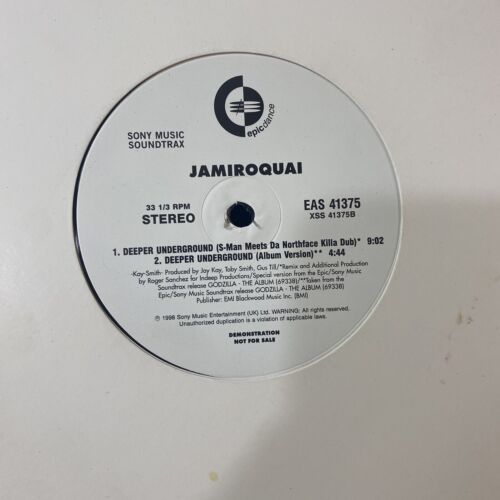 epicdance
SONY MUSIC
SOUNDTRAX
JAMIROQUAI
33 1/3 RPM
STEREO
EAS 41375
XSS 41375B
1. DEEPER UNDERGROUND (S-Man Meets Da Northface Killa Dub)* 9:02
2. DEEPER UNDERGROUND (Album Version)** 4:44
-Kay-Smith- Produced by Jay Kay, Toby Smith, Gus Till/*Remix and Additional Production
by Roger Sanchez for Indeep Productions/Special version from the Epic/Sony Music
Soundtrax release GODZILLA - THE ALBUM (69338)/**Taken from the
Epic/Sony Music Soundtrax release GODZILLA - THE ALBUM (69338)
Publisher: EMI Blackwood Music Inc. (BMI)
℗ 1998 Sony Music Entertainment (UK) Ltd. WARNING: All rights reserved.
Unauthorized duplication is a violation of applicable laws.
DEMONSTRATION
NOT FOR SALE